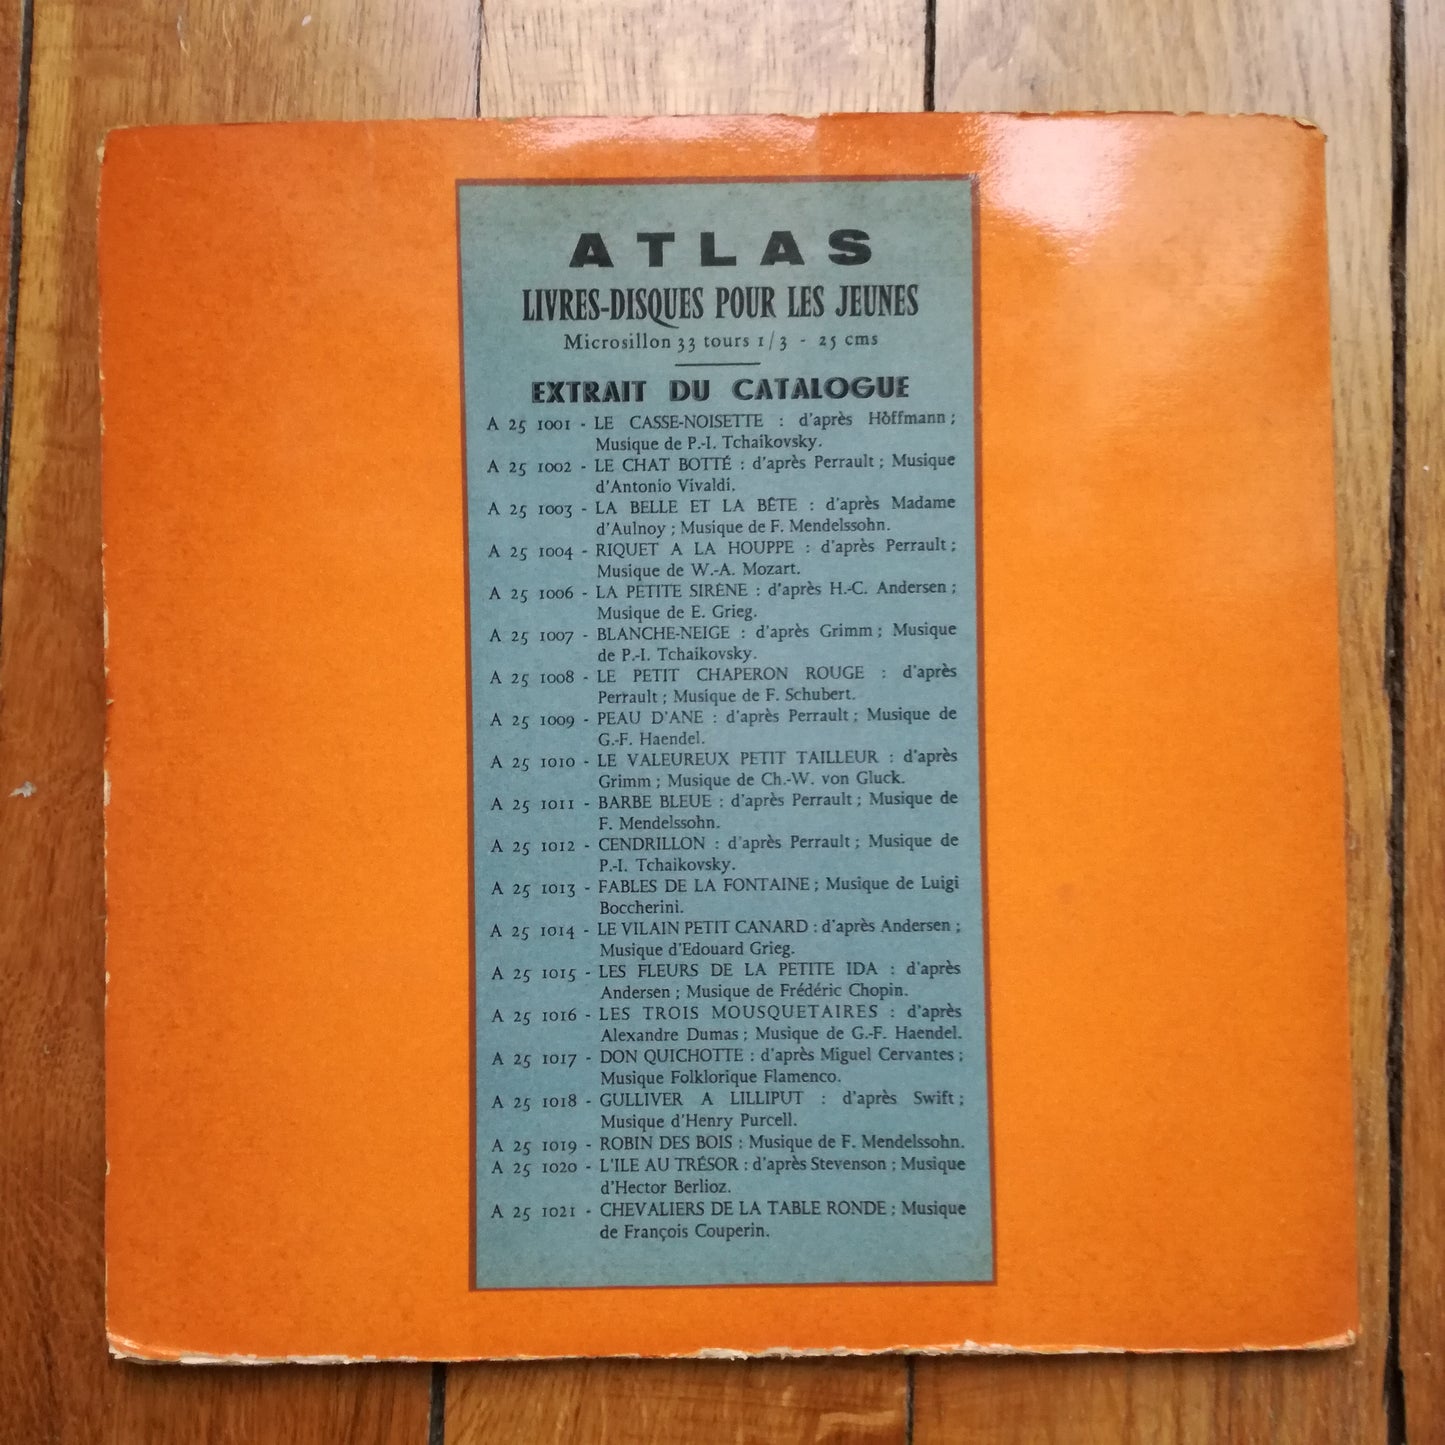 ATLAS
LIVRES-DISQUES POUR LES JEUNES
Microsillon 33 tours 1/3 - 25 cms
EXTRAIT DU CATALOGUE
A 25 1001 - LE CASSE-NOISETTE : d'après Hôffmann ;
Musique de P.-I. Tchaikovsky.
A 25 1002 - LE CHAT BOTTÉ : d'après Perrault ; Musique
d'Antonio Vivaldi.
A 25 1003 - LA BELLE ET LA BÊTE : d'après Madame
d'Aulnoy ; Musique de F. Mendelssohn.
A 25 1004 - RIQUET A LA HOUPPE : d'après Perrault ;
Musique de W.-A. Mozart.
A 25 1006 - LA PETITE SIRÈNE : d'après H.-C. Andersen ;
Musique de E. Grieg.
A 25 1007 - BLANCHE-NEIGE : d'après Grimm ; Musique
de P.-I. Tchaikovsky.
A 25 1008 - LE PETIT CHAPERON ROUGE : d'après
Perrault ; Musique de F. Schubert.
A 25 1009 - PEAU D'ANE : d'après Perrault ; Musique de
G.-F. Haendel.
A 25 1010 - LE VALEUREUX PETIT TAILLEUR : d'après
Grimm ; Musique de Ch.-W. von Gluck.
A 25 1011 - BARBE BLEUE : d'après Perrault ; Musique de
F. Mendelssohn.
A 25 1012 - CENDRILLON : d'après Perrault ; Musique de
P.-I. Tchaikovsky.
A 25 1013 - FABLES DE LA FONTAINE ; Musique de Luigi
Boccherini.
A 25 1014 - LE VILAIN PETIT CANARD : d'après Andersen ;
Musique d'Edouard Grieg.
A 25 1015 - LES FLEURS DE LA PETITE IDA : d'après
Andersen ; Musique de Frédéric Chopin.
A 25 1016 - LES TROIS MOUSQUETAIRES : d'après
Alexandre Dumas ; Musique de G.-F. Haendel.
A 25 1017 - DON QUICHOTTE : d'après Miguel Cervantes ;
Musique Folklorique Flamenco.
A 25 1018 - GULLIVER A LILLIPUT : d'après Swift ;
Musique d'Henry Purcell.
A 25 1019 - ROBIN DES BOIS : Musique de F. Mendelssohn.
A 25 1020 - L'ILE AU TRÉSOR : d'après Stevenson ; Musique
d'Hector Berlioz.
A 25 1021 - CHEVALIERS DE LA TABLE RONDE ; Musique
de François Couperin.